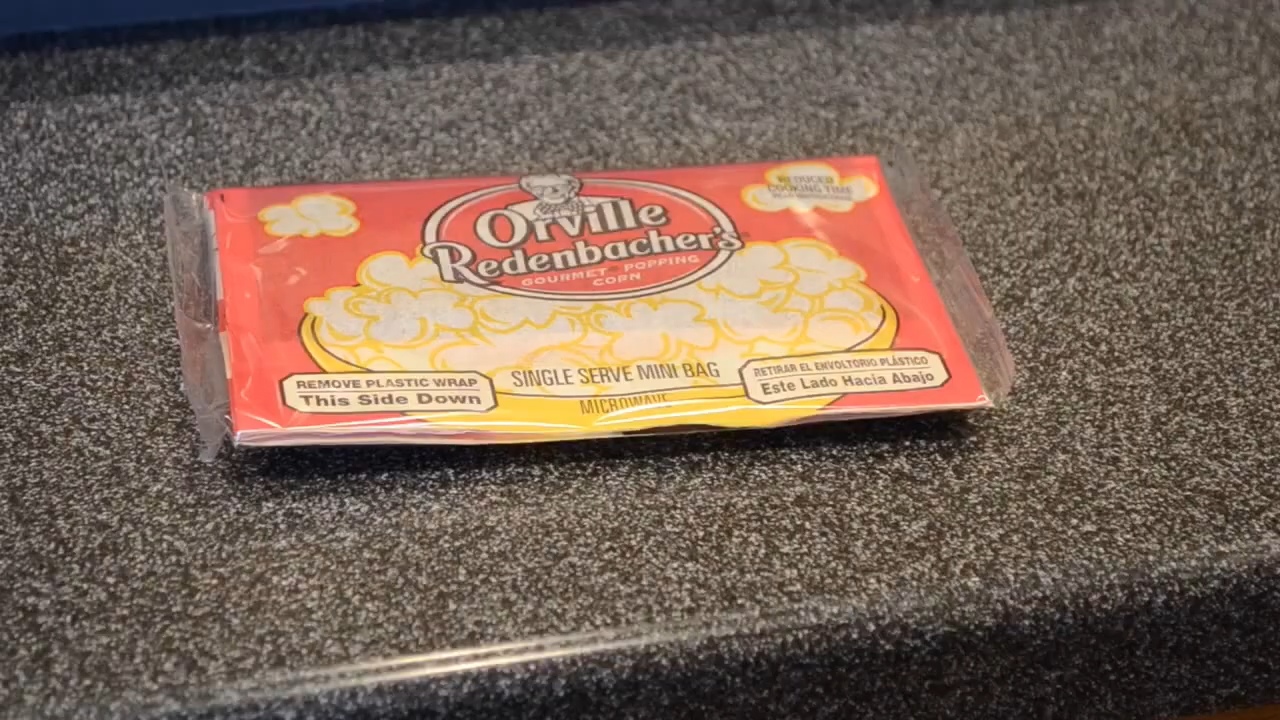 REDUCED
COOKING TIME
Orville
Redenbacher's
GOURMET POPPING
CORN
REMOVE PLASTIC WRAP
This Side Down
SINGLE SERVE MINI BAG
MICROWAVE
RETIRAR EL ENVOLTORIO PLÁSTICO
Este Lado Hacia Abajo